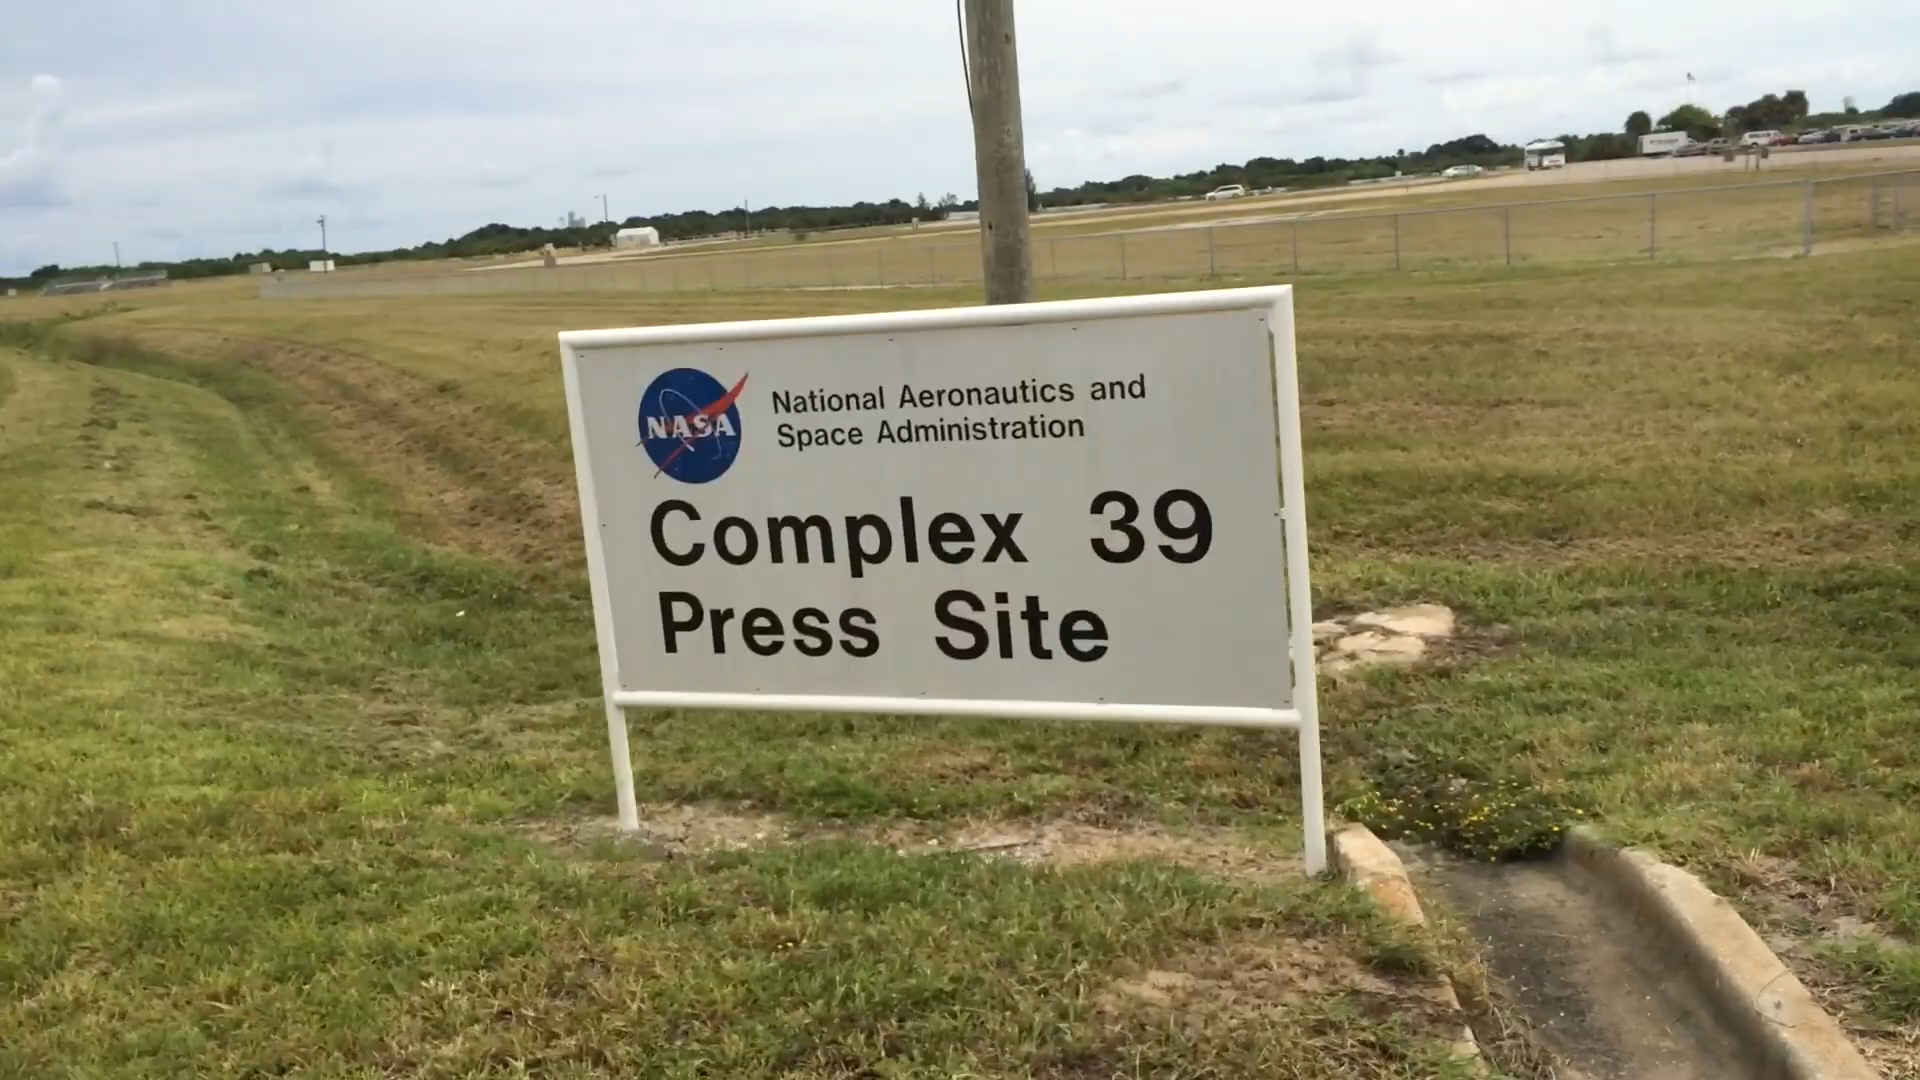 NASA
National Aeronautics and
Space Administration
Complex 39
Press Site